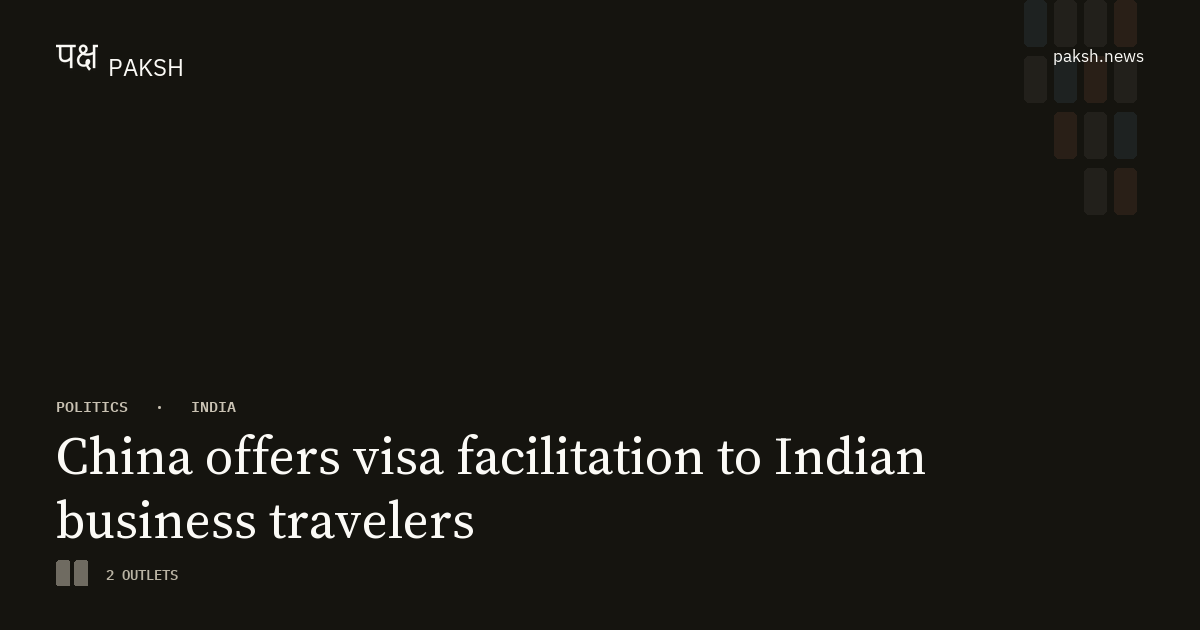 पक्ष PAKSH
paksh.news
POLITICS · INDIA
China offers visa facilitation to Indian
business travelers
2 OUTLETS